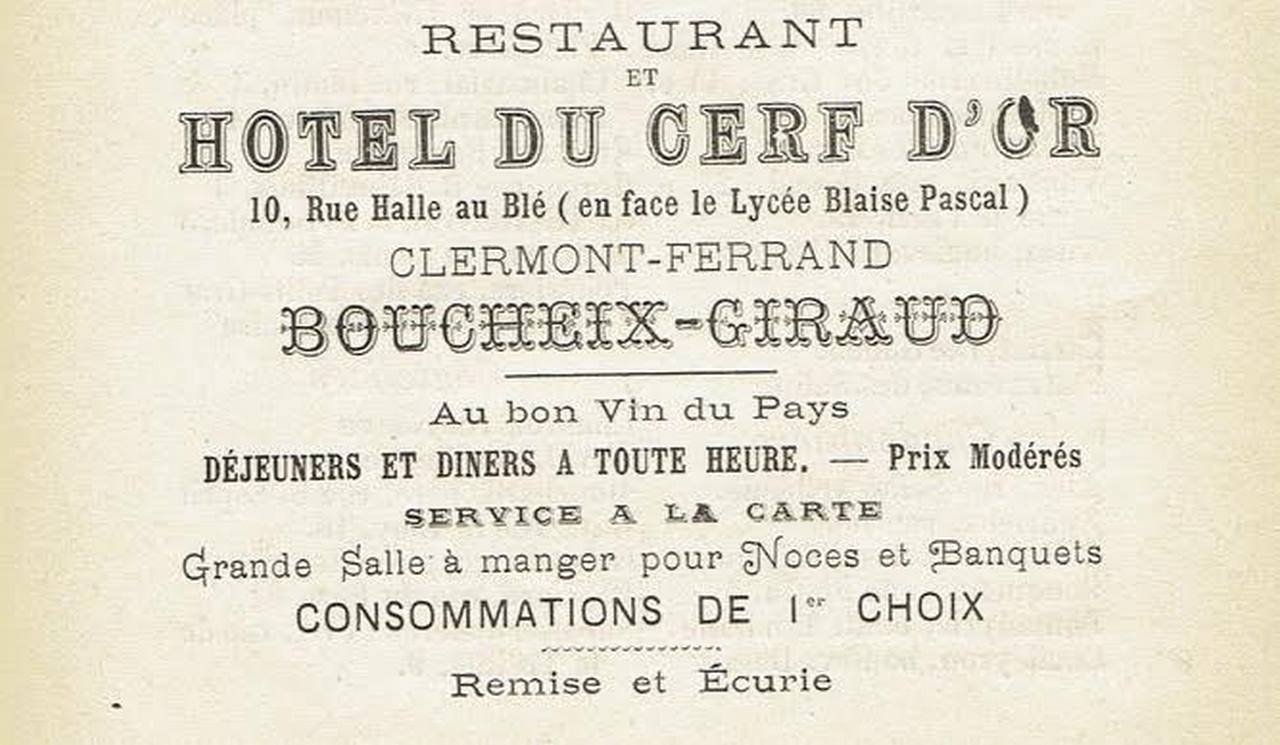 RESTAURANT
ET
HOTEL DU CERF D'OR
10, Rue Halle au Blé ( en face le Lycée Blaise Pascal )
CLERMONT-FERRAND
BOUCHEIX-GIRAUD
Au bon Vin du Pays
DÉJEUNERS ET DINERS A TOUTE HEURE. — Prix Modérés
SERVICE A LA CARTE
Grande Salle à manger pour Noces et Banquets
CONSOMMATIONS DE 1er CHOIX
Remise et Écurie